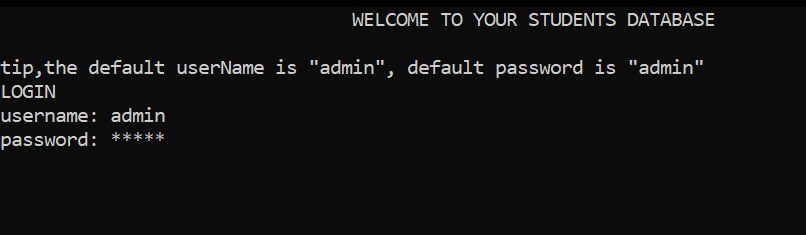 WELCOME TO YOUR STUDENTS DATABASE
tip,the default userName is "admin", default password is "admin"
LOGIN
username: admin
password: *****